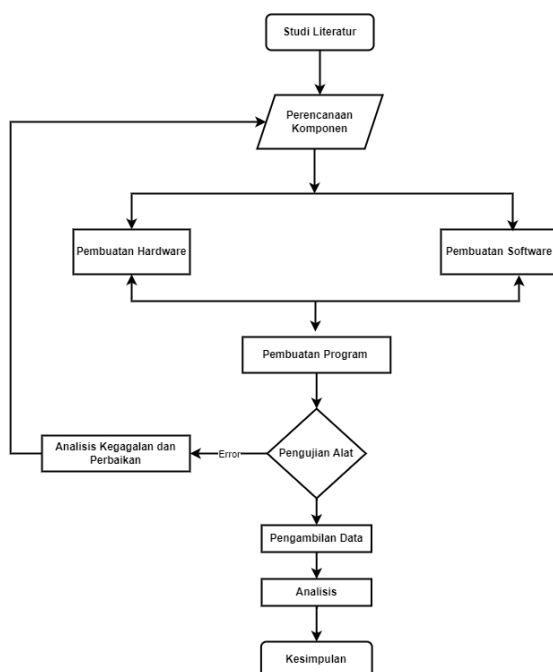 Studi Literatur
Perencanaan
Komponen
Pembuatan Hardware
Pembuatan Software
Pembuatan Program
Pengujian Alat
Error
Analisis Kegagalan dan
Perbaikan
Pengambilan Data
Analisis
Kesimpulan